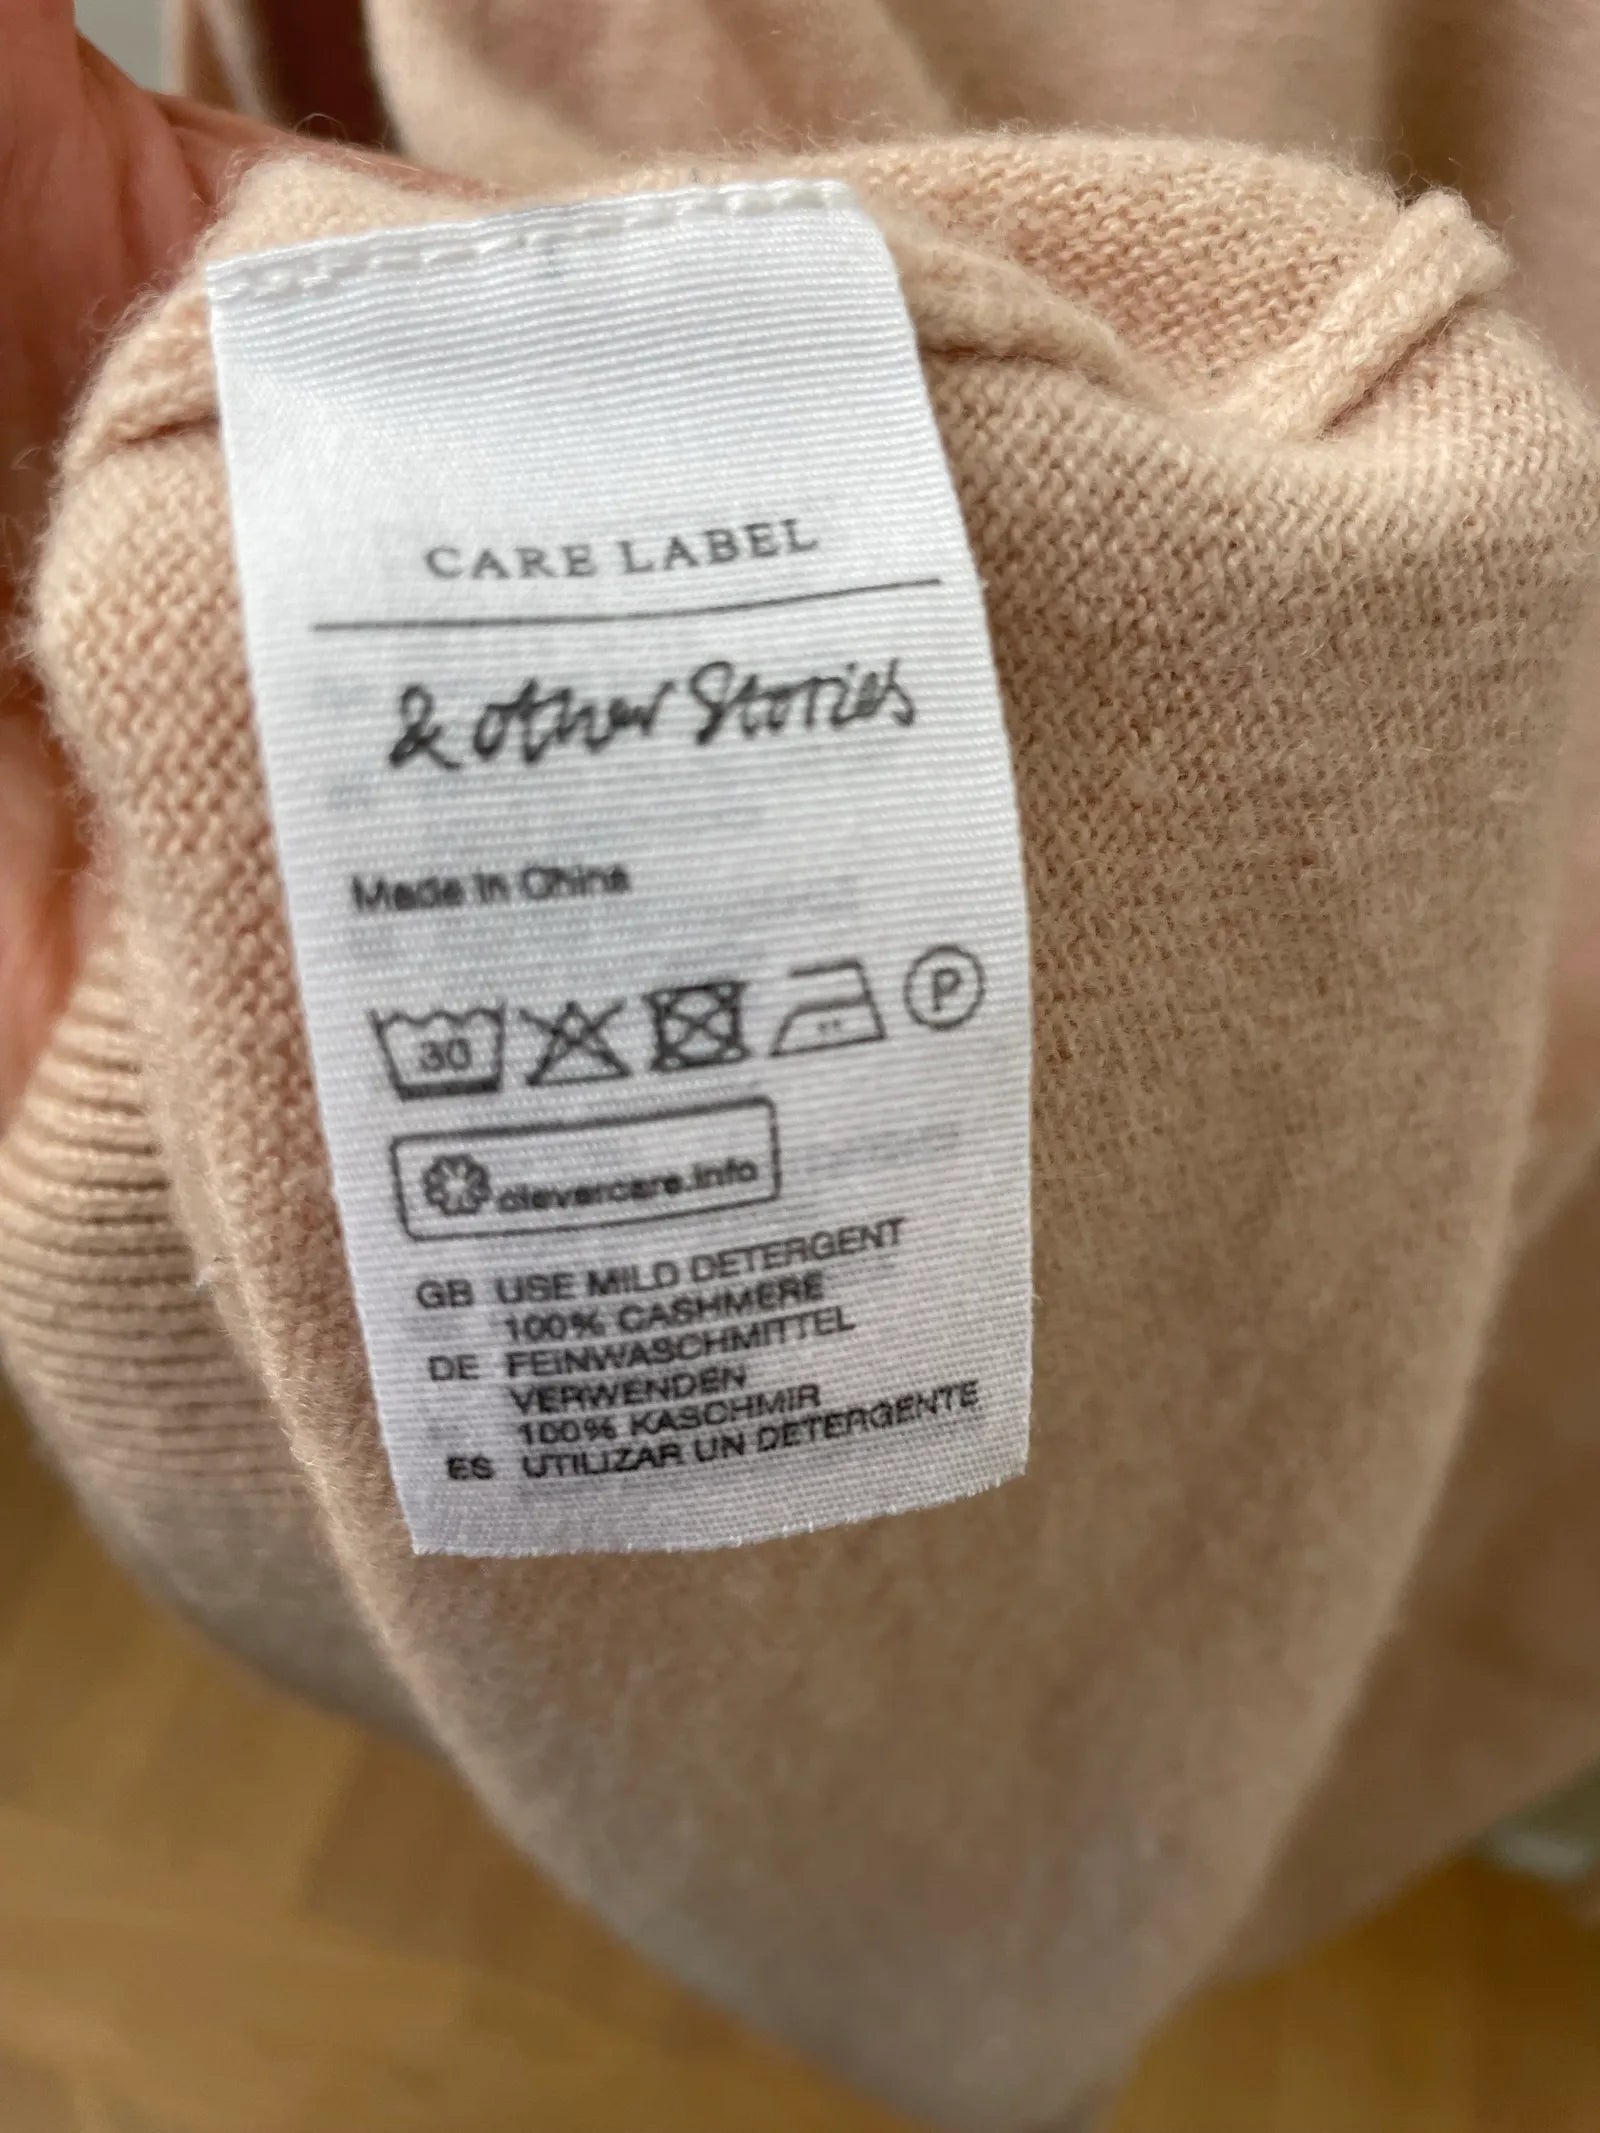 CARE LABEL
& Other Stories
Made in China
30
P
clevercare.info
GB USE MILD DETERGENT
100% CASHMERE
DE FEINWASCHMITTEL
VERWENDEN
100% KASCHMIR
ES UTILIZAR UN DETERGENTE